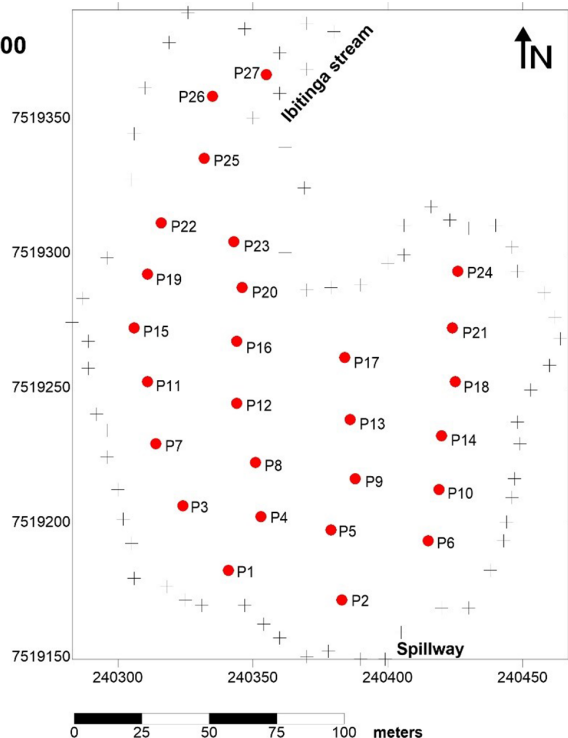 00
N
Ibitinga stream
P27
P26
7519350
P25
P22
P23
7519300
P24
P19
P20
P15
P21
P16
P17
7519250
P11
P18
P12
P13
P14
P7
P8
P9
P10
P3
P4
7519200
P5
P6
P1
P2
7519150
Spillway
240300 240350 240400 240450
0 25 50 75 100 meters